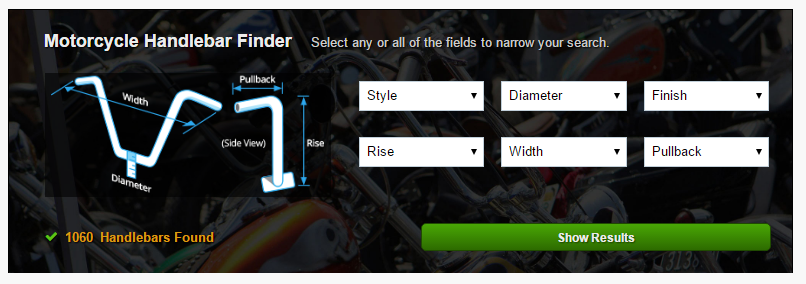 Motorcycle Handlebar Finder Select any or all of the fields to narrow your search.
Width
Diameter
Pullback
(Side View)
Rise
Style
Diameter
Finish
Rise
Width
Pullback
1060 Handlebars Found
Show Results